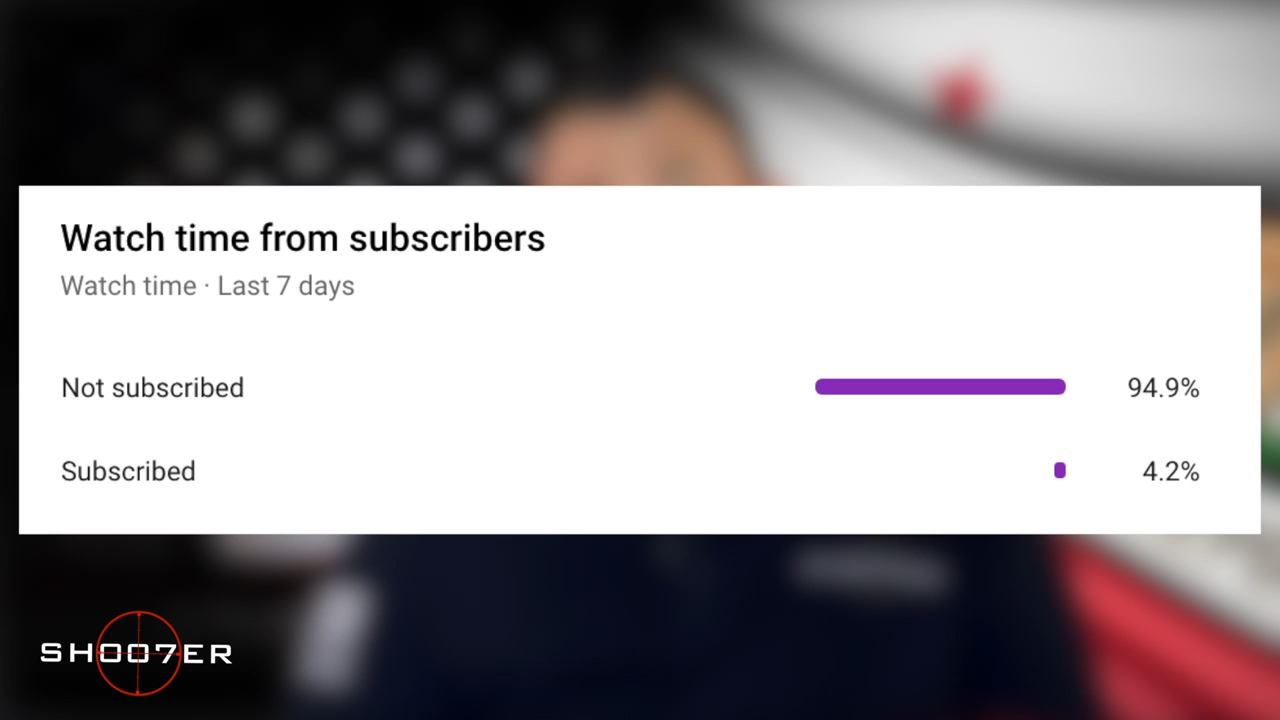 Watch time from subscribers
Watch time · Last 7 days
Not subscribed 94.9%
Subscribed 4.2%
SHOO7ER